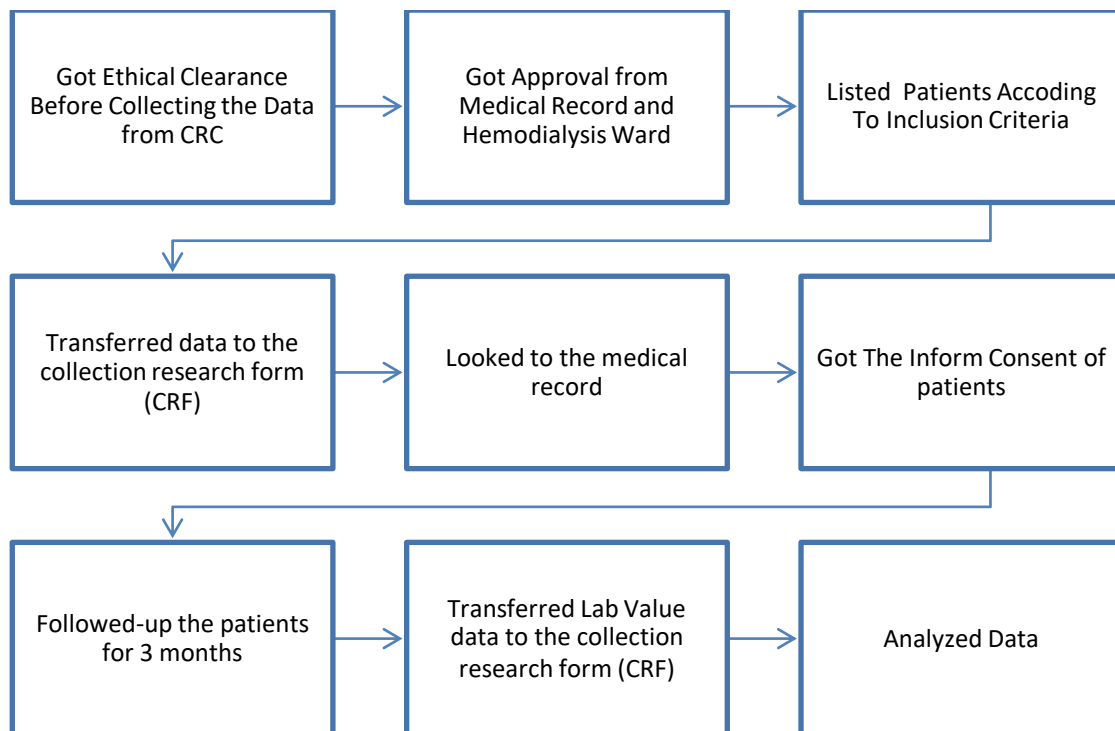 Got Ethical Clearance
Before Collecting the Data
from CRC
Got Approval from
Medical Record and
Hemodialysis Ward
Listed Patients Accoding
To Inclusion Criteria
Transferred data to the
collection research form
(CRF)
Looked to the medical
record
Got The Inform Consent of
patients
Followed-up the patients
for 3 months
Transferred Lab Value
data to the collection
research form (CRF)
Analyzed Data